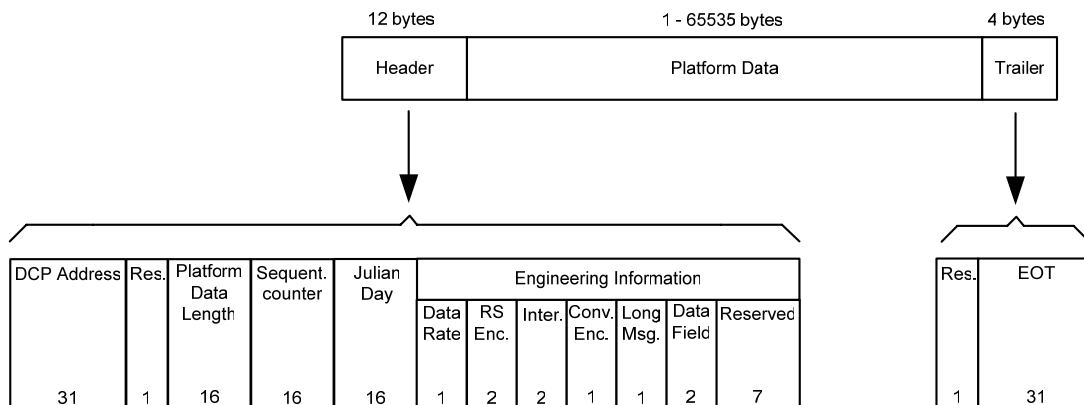 12 bytes
1 - 65535 bytes
4 bytes
Header
Platform Data
Trailer
DCP Address
Res.
Platform
Data
Length
Sequent.
counter
Julian
Day
Engineering Information
Data
Rate
RS
Enc.
Inter.
Conv.
Enc.
Long
Msg.
Data
Field
Reserved
31
1
16
16
16
1
2
2
1
1
2
7
Res.
EOT
1
31